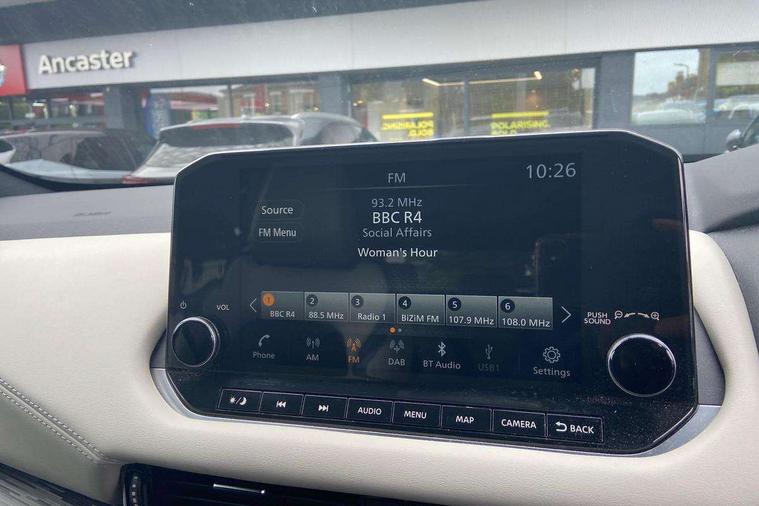 Ancaster
POLARISING
BOLD
POLARISING
FM
10:26
93.2 MHz
Source
BBC R4
Social Affairs
FM Menu
Woman's Hour
1 2 3 4 5 6
BBC R4 88.5 MHz Radio 1 BiZiM FM 107.9 MHz 108.0 MHz
VOL
PUSH
SOUND
Phone AM FM DAB BT Audio USB1 Settings
AUDIO MENU MAP CAMERA BACK